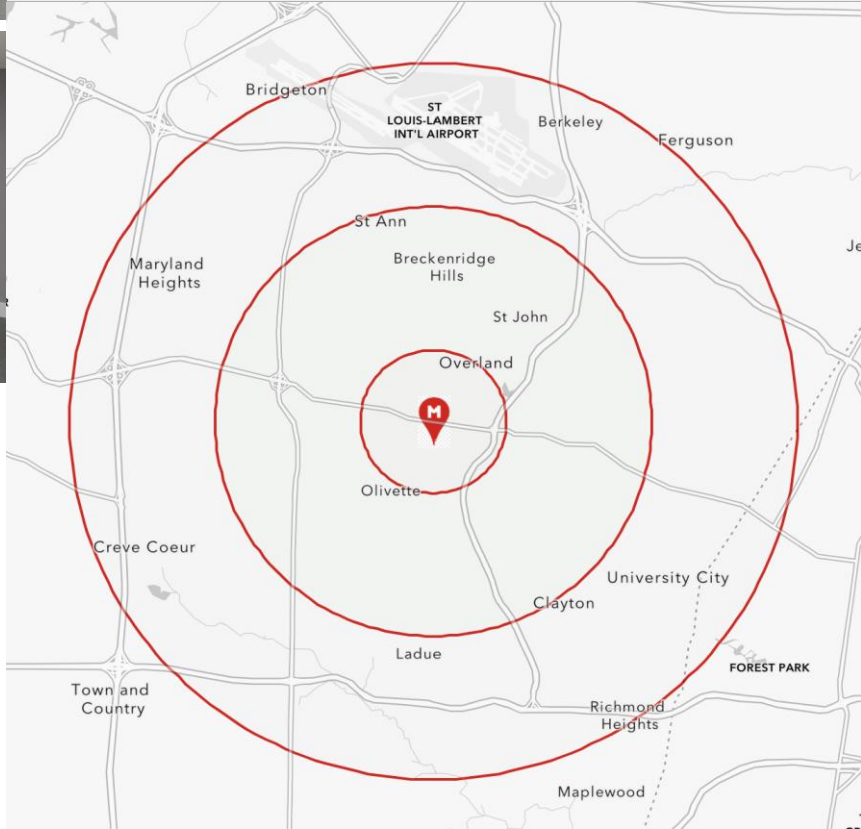 Bridgeton
ST
LOUIS-LAMBERT
INT'L AIRPORT
Berkeley
Ferguson
St Ann
Breckenridge
Hills
Maryland
Heights
St John
Overland
M
Olivette
Creve Coeur
University City
Clayton
Ladue
FOREST PARK
Town and
Country
Richmond
Heights
Maplewood